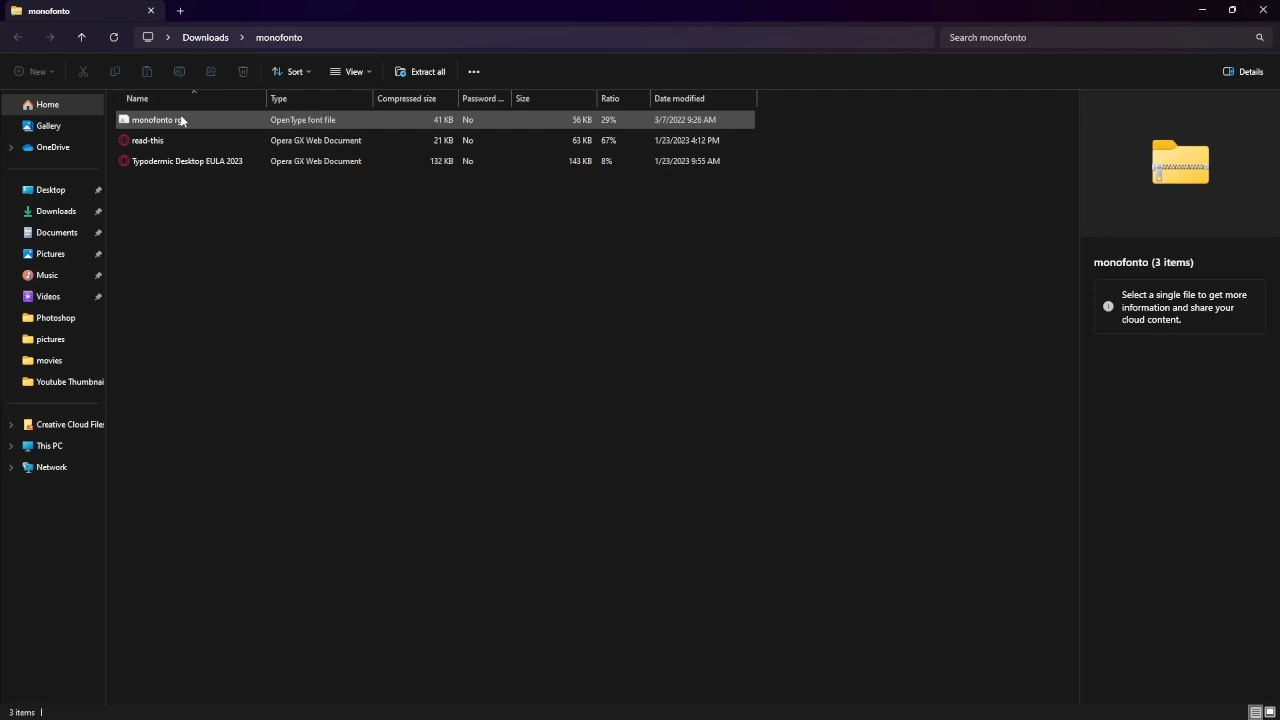 monofonto
Downloads > monofonto
Search monofonto
New
Sort
View
Extract all
Details
Name Type Compressed size Password ... Size Ratio Date modified
monofonto OpenType font file 41 KB No 56 KB 29% 3/7/2022 9:26 AM
read-this Opera GX Web Document 21 KB No 63 KB 67% 1/23/2023 4:12 PM
Typodermic Desktop EULA 2023 Opera GX Web Document 132 KB No 143 KB 8% 1/23/2023 9:55 AM
Home
Gallery
OneDrive
Desktop
Downloads
Documents
Pictures
Music
Videos
Photoshop
pictures
movies
Youtube Thumbnai
Creative Cloud File
This PC
Network
monofonto (3 items)
Select a single file to get more
information and share your
cloud content.
3 items